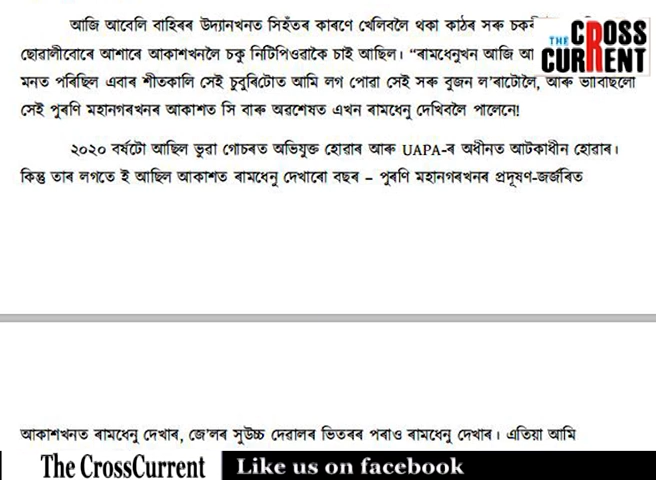 আজি আবেলি বাহিৰৰ উদ্যানখনত সিহঁতৰ কাৰণে খেলিবলৈ থকা কাঠৰ সৰু
THE CROSS CURRENT
ছোৱালীবোৰে আশাৰে আকাশখনলৈ চকু নিটিপিওৱাকৈ চাই আছিল। “ৰামধেনুখন আজি
মনত পৰিছিল এবাৰ শীতকালি সেই চুবুৰিটোত আমি লগ পোৱা সেই সৰু বুজন ল’ৰাটোলৈ, আৰু ভাবিছিলো
সেই পুৰণি মহানগৰখনৰ আকাশত সি বাৰু অৱশেষত এখন ৰামধেনু দেখিবলৈ পালেনে!
২০২০ বৰ্ষটো আছিল ভুৱা গোচৰত অভিযুক্ত হোৱাৰ আৰু UAPA-ৰ অধীনত আটকাধীন হোৱাৰ।
কিন্তু তাৰ লগতে ই আছিল আকাশত ৰামধেনু দেখাৰো বছৰ – পুৰণি মহানগৰখনৰ প্ৰদূষণ-জৰ্জৰিত
আকাশখনত ৰামধেনু দেখাৰ, জে’লৰ সুউচ্চ দেৱালৰ ভিতৰৰ পৰাও ৰামধেনু দেখাৰ। এতিয়া আমি
The CrossCurrent Like us on facebook